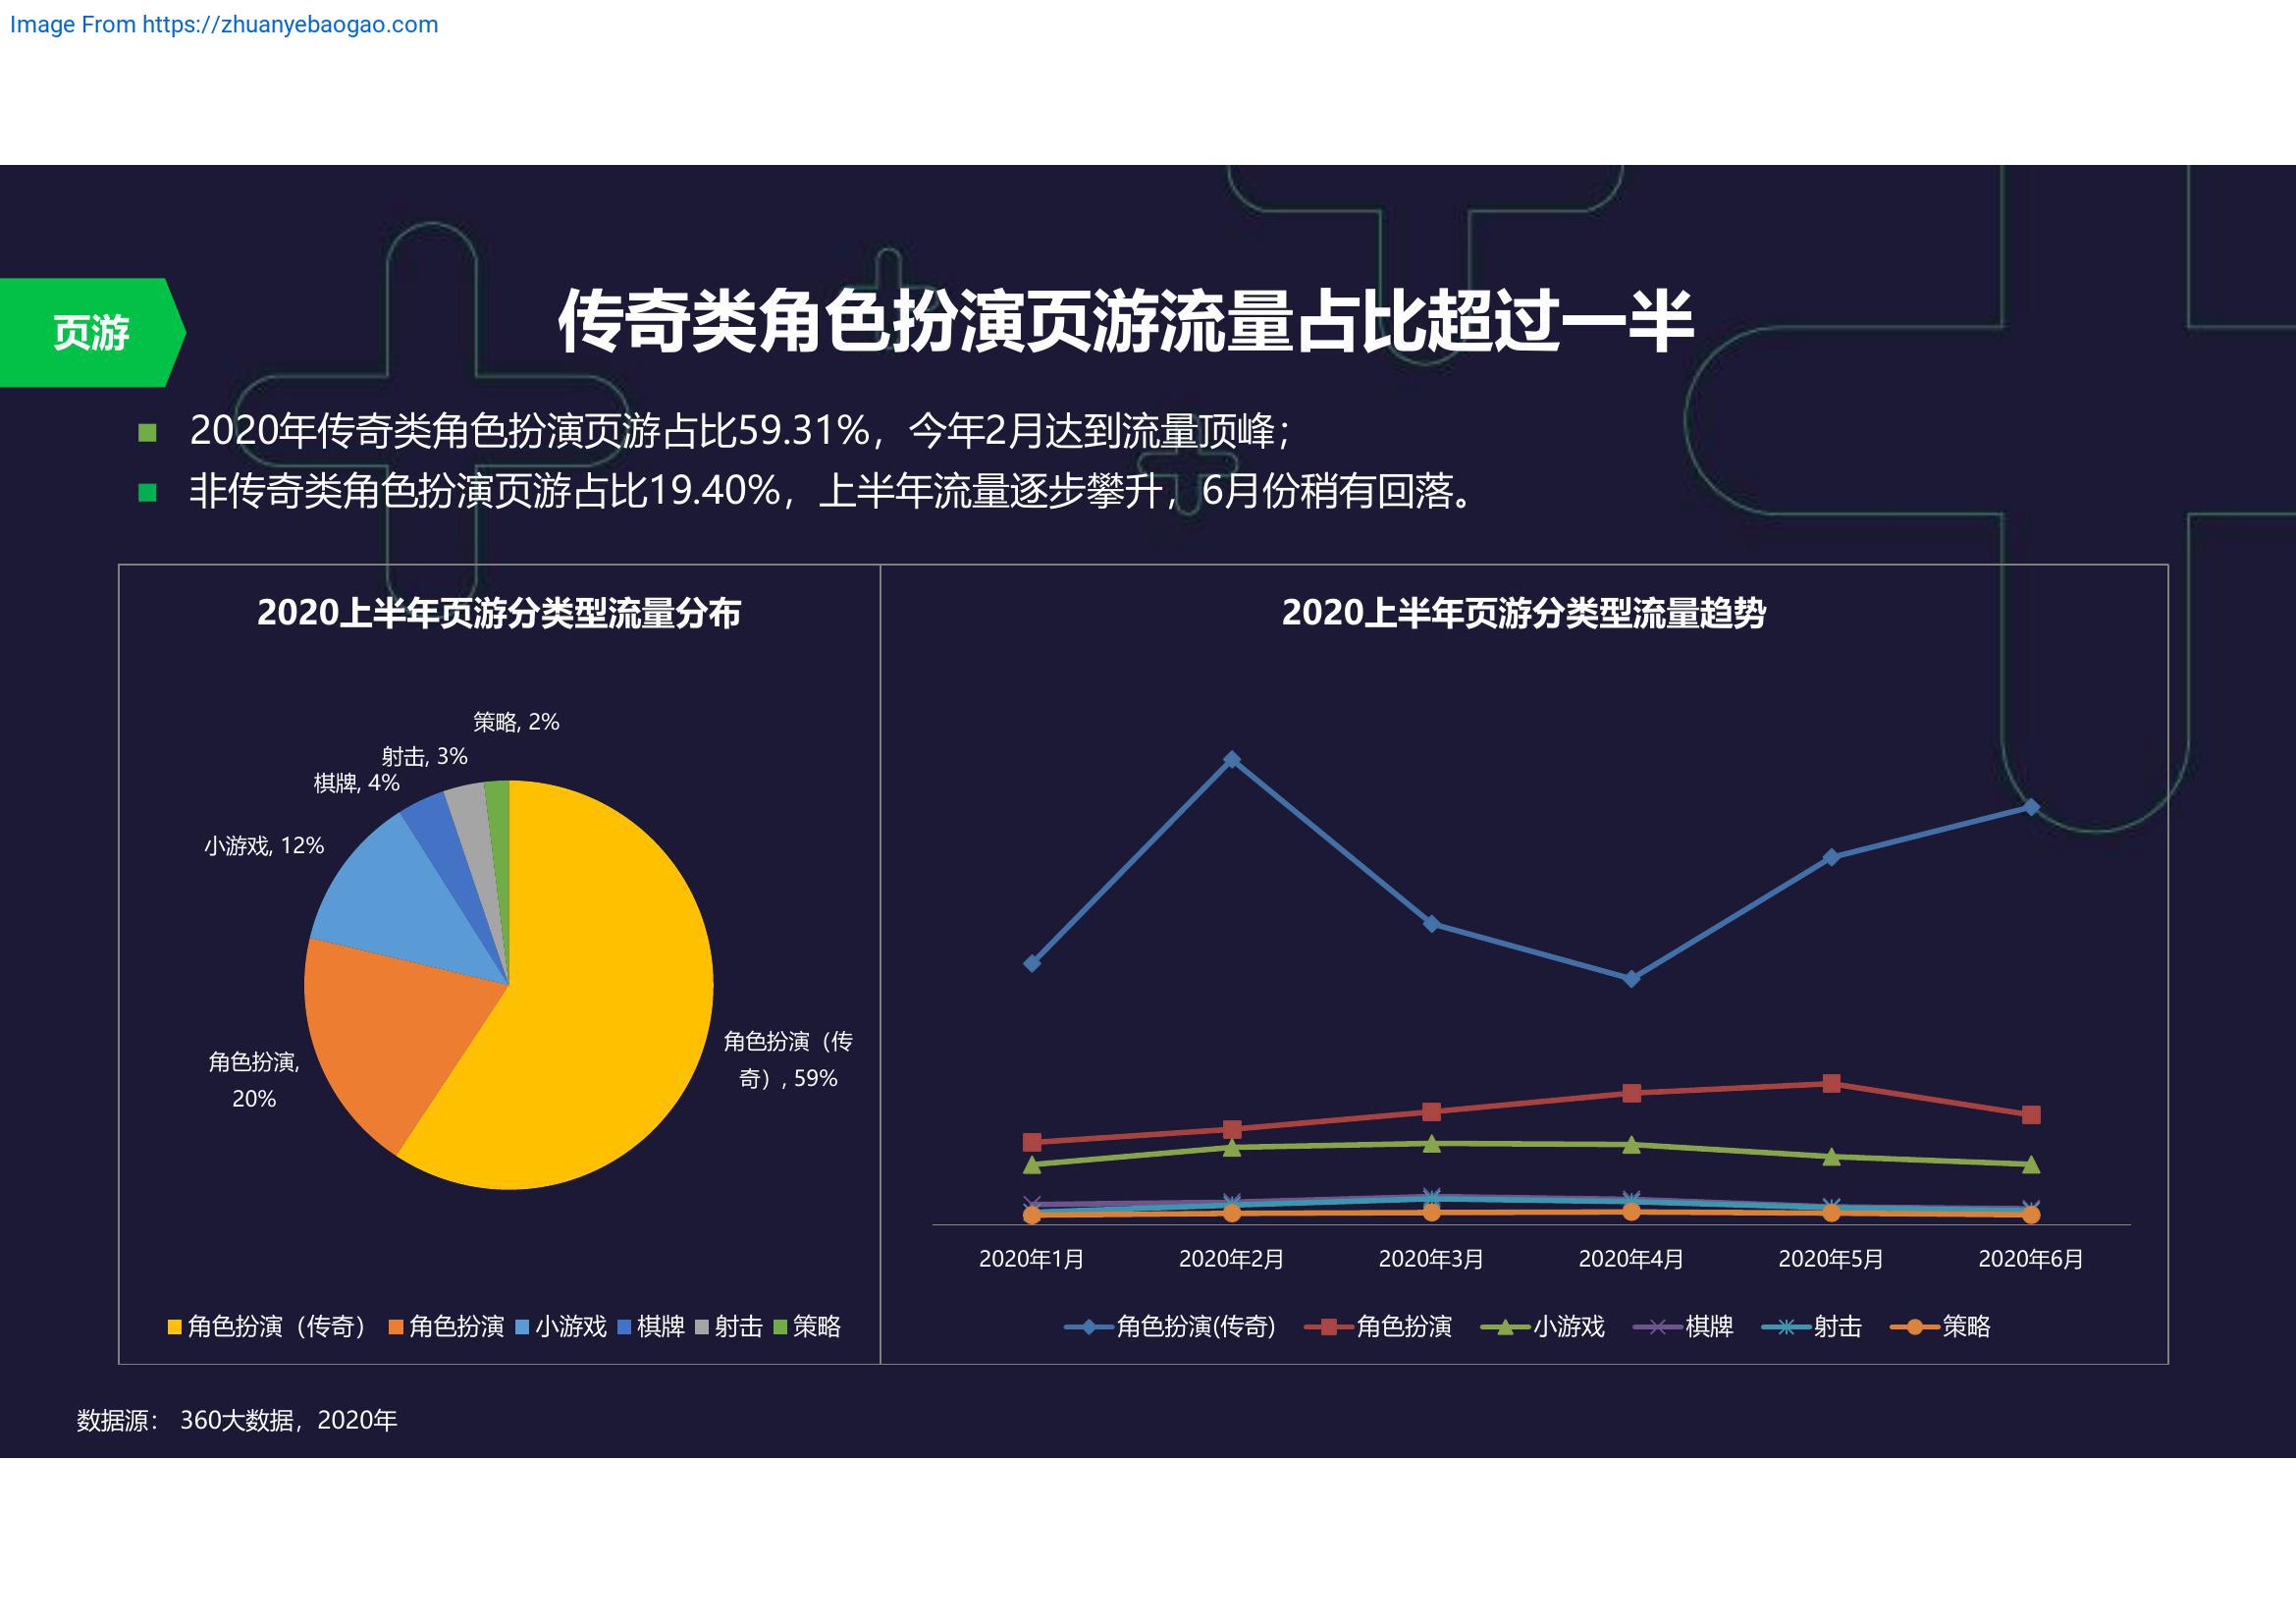 Image From https://zhuanyebaogao.com
页游
传奇类角色扮演页游流量占比超过一半
2020年传奇类角色扮演页游占比59.31%，今年2月达到流量顶峰；
非传奇类角色扮演页游占比19.40%，上半年流量逐步攀升，6月份稍有回落。
2020上半年页游分类型流量分布
策略, 2%
射击, 3%
棋牌, 4%
小游戏, 12%
角色扮演,
20%
角色扮演（传
奇）, 59%
角色扮演（传奇） 角色扮演 小游戏 棋牌 射击 策略
2020上半年页游分类型流量趋势
2020年1月 2020年2月 2020年3月 2020年4月 2020年5月 2020年6月
角色扮演(传奇) 角色扮演 小游戏 棋牌 射击 策略
数据源： 360大数据，2020年